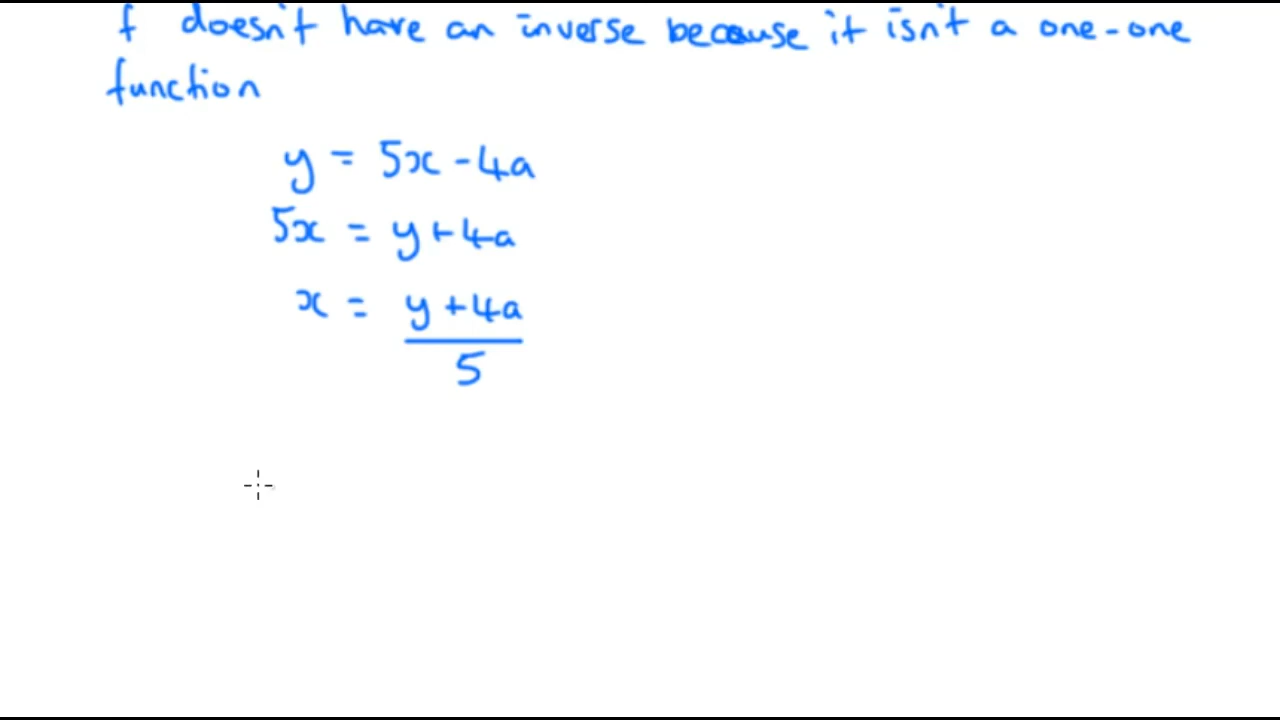 f doesn't have an inverse because it isn't a one-one
function
y = 5x - 4a
5x = y + 4a
x = y + 4a
5